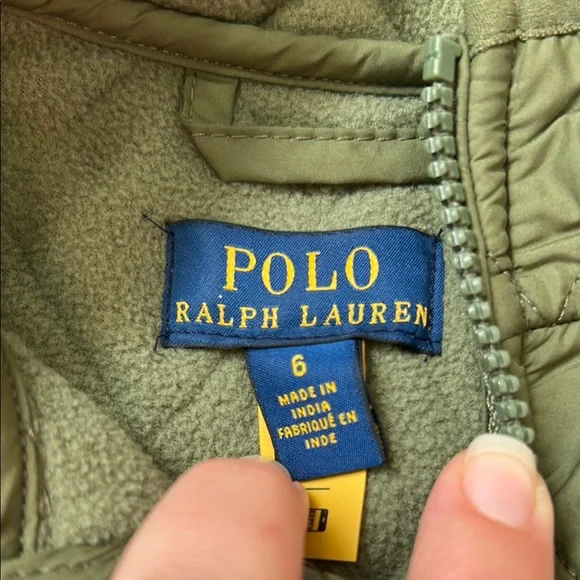 POLO
RALPH LAUREN
6
MADE IN
INDIA
FABRIQUÉ EN
INDE